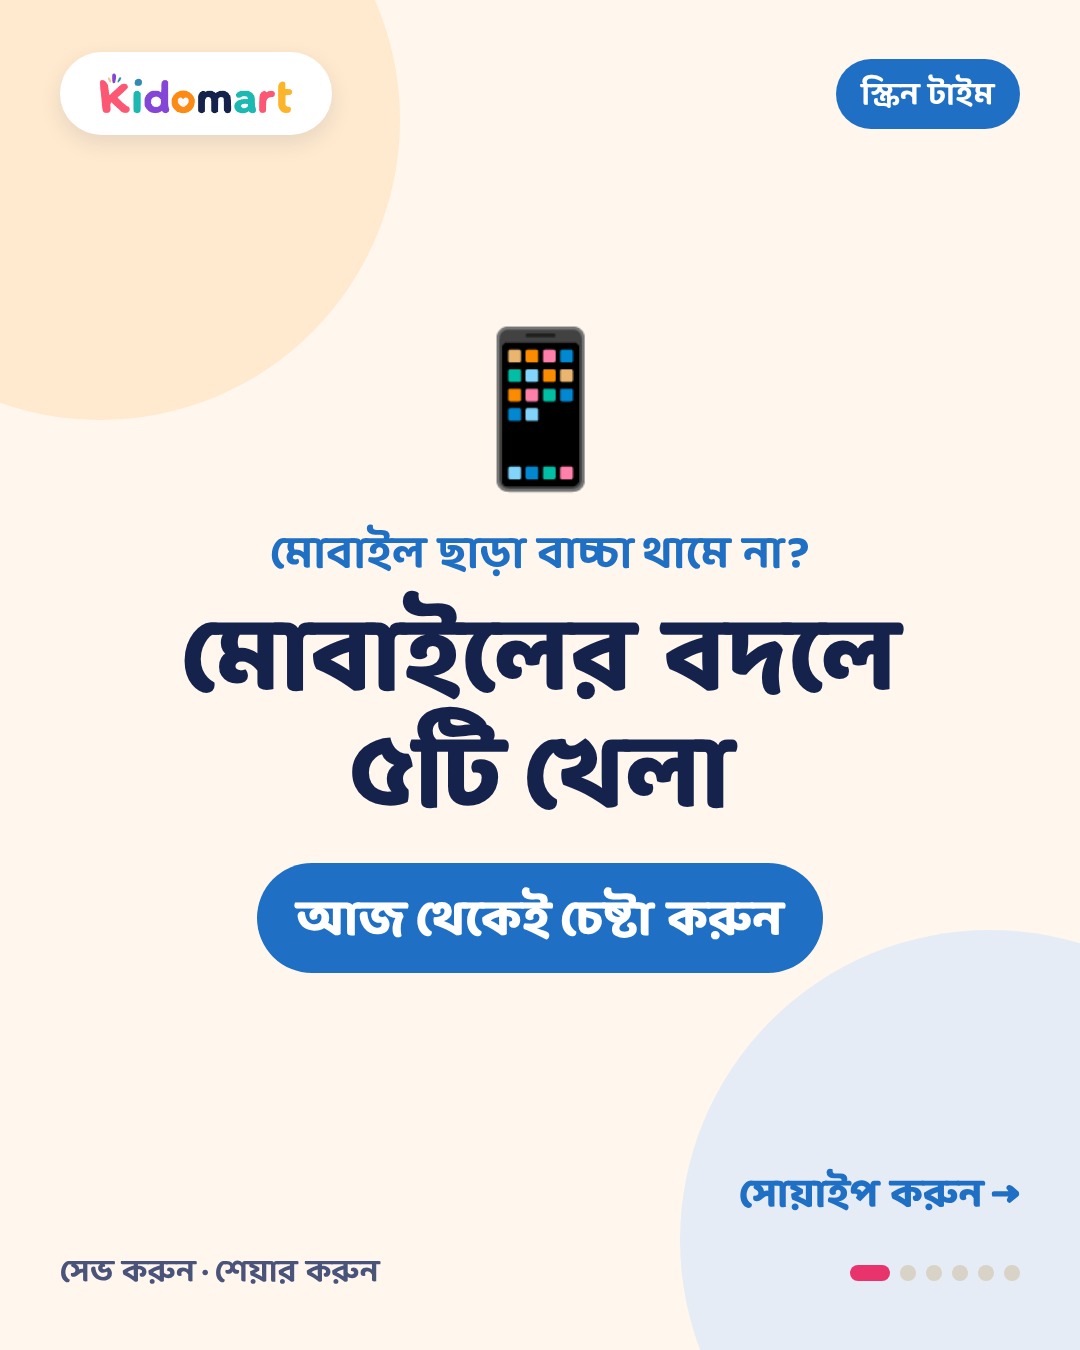 Kidomart
স্ক্রিন টাইম
মোবাইল ছাড়া বাচ্চা থামে না?
মোবাইলের বদলে
৫টি খেলা
আজ থেকেই চেষ্টা করুন
সোয়াইপ করুন →
সেভ করুন · শেয়ার করুন